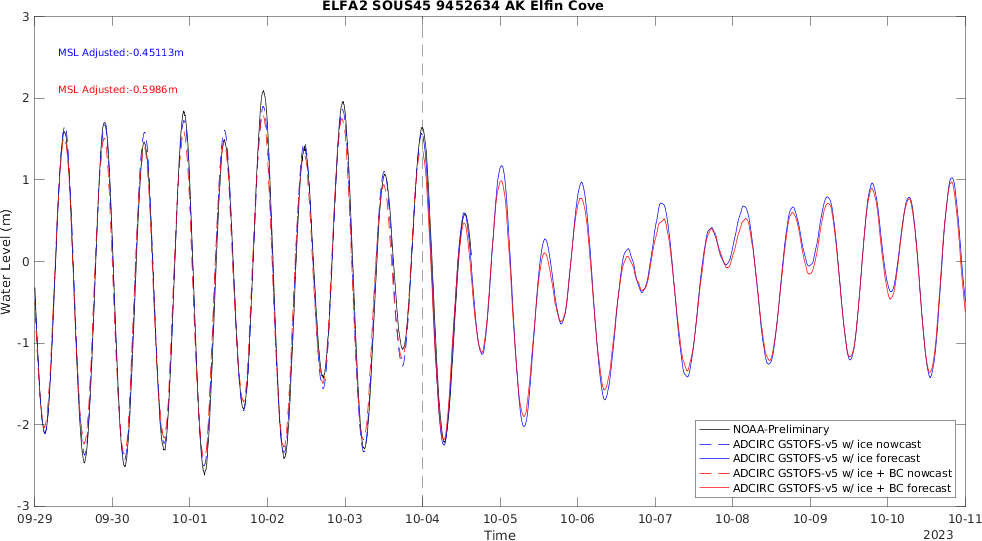 ELFA2 SOUS45 9452634 AK Elfin Cove
MSL Adjusted:-0.45113m
MSL Adjusted:-0.5986m
3
2
1
0
-1
-2
-3
Water Level (m)
NOAA-Preliminary
ADCIRC GSTOFS-v5 w/ ice nowcast
ADCIRC GSTOFS-v5 w/ ice forecast
ADCIRC GSTOFS-v5 w/ ice + BC nowcast
ADCIRC GSTOFS-v5 w/ ice + BC forecast
09-29 09-30 10-01 10-02 10-03 10-04 10-05 10-06 10-07 10-08 10-09 10-10 10-11
Time
2023